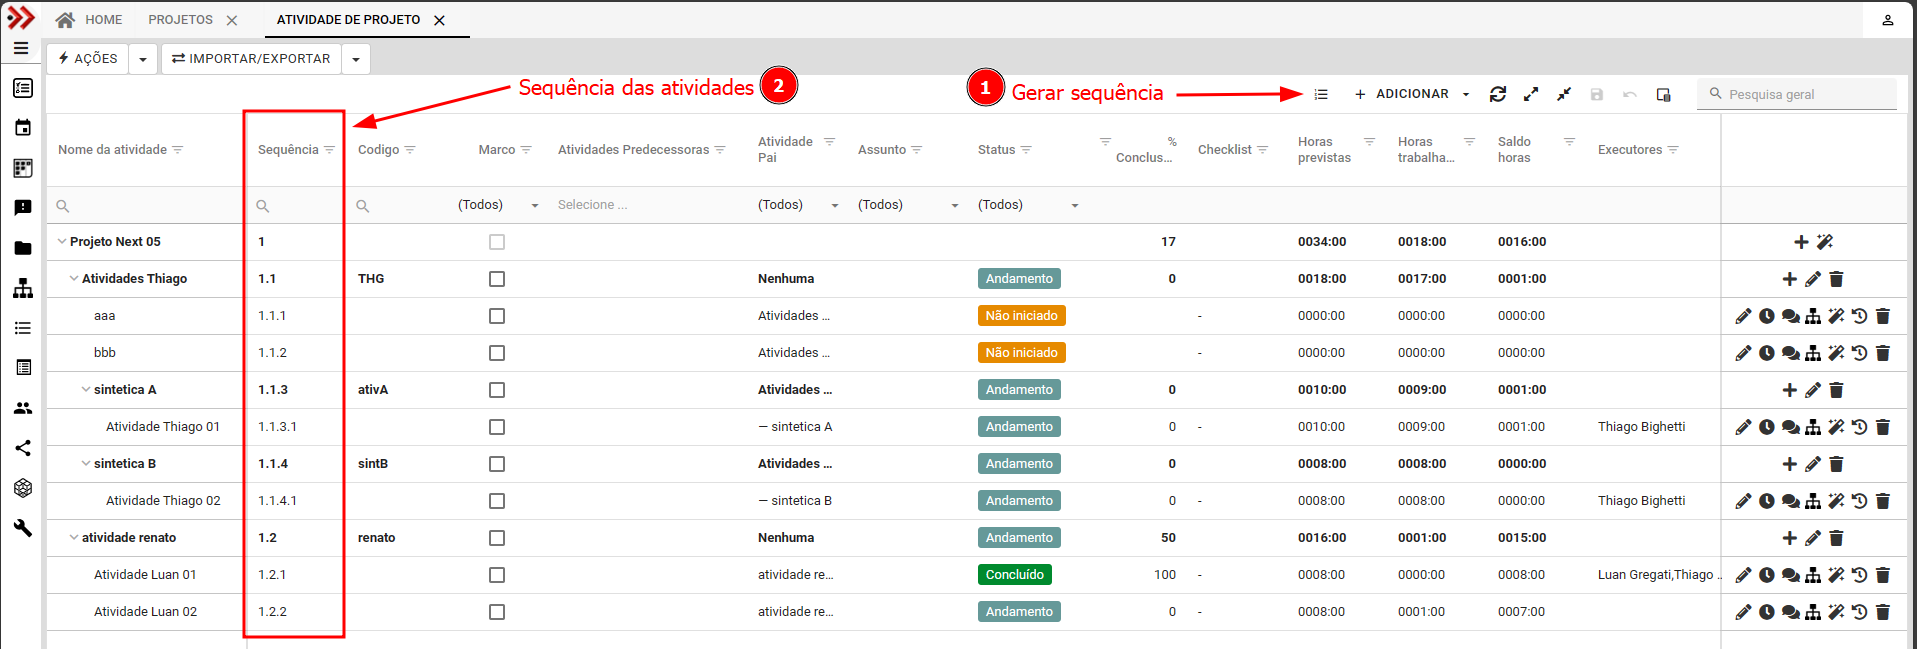 HOME PROJETOS ATIVIDADE DE PROJETO
AÇÕES IMPORTAR/EXPORTAR
Sequência das atividades 2 1 Gerar sequência ADICIONAR Pesquisa geral
Nome da atividade Sequência Codigo Marco Atividades Predecessoras Atividade Pai Assunto Status % Conclus... Checklist Horas previstas Horas trabalha... Saldo horas Executores
(Todos) Selecione ... (Todos) (Todos) (Todos)
Projeto Next 05 1 17 0034:00 0018:00 0016:00
Atividades Thiago 1.1 THG Nenhuma Andamento 0 0018:00 0017:00 0001:00
aaa 1.1.1 Atividades ... Não iniciado - 0000:00 0000:00 0000:00
bbb 1.1.2 Atividades ... Não iniciado - 0000:00 0000:00 0000:00
sintetica A 1.1.3 ativA Atividades ... Andamento 0 0010:00 0009:00 0001:00
Atividade Thiago 01 1.1.3.1 — sintetica A Andamento 0 - 0010:00 0009:00 0001:00 Thiago Bighetti
sintetica B 1.1.4 sintB Atividades ... Andamento 0 0008:00 0008:00 0000:00
Atividade Thiago 02 1.1.4.1 — sintetica B Andamento 0 - 0008:00 0008:00 0000:00 Thiago Bighetti
atividade renato 1.2 renato Nenhuma Andamento 50 0016:00 0001:00 0015:00
Atividade Luan 01 1.2.1 atividade re... Concluído 100 - 0008:00 0000:00 0008:00 Luan Gregati,Thiago ..
Atividade Luan 02 1.2.2 atividade re... Andamento 0 - 0008:00 0001:00 0007:00